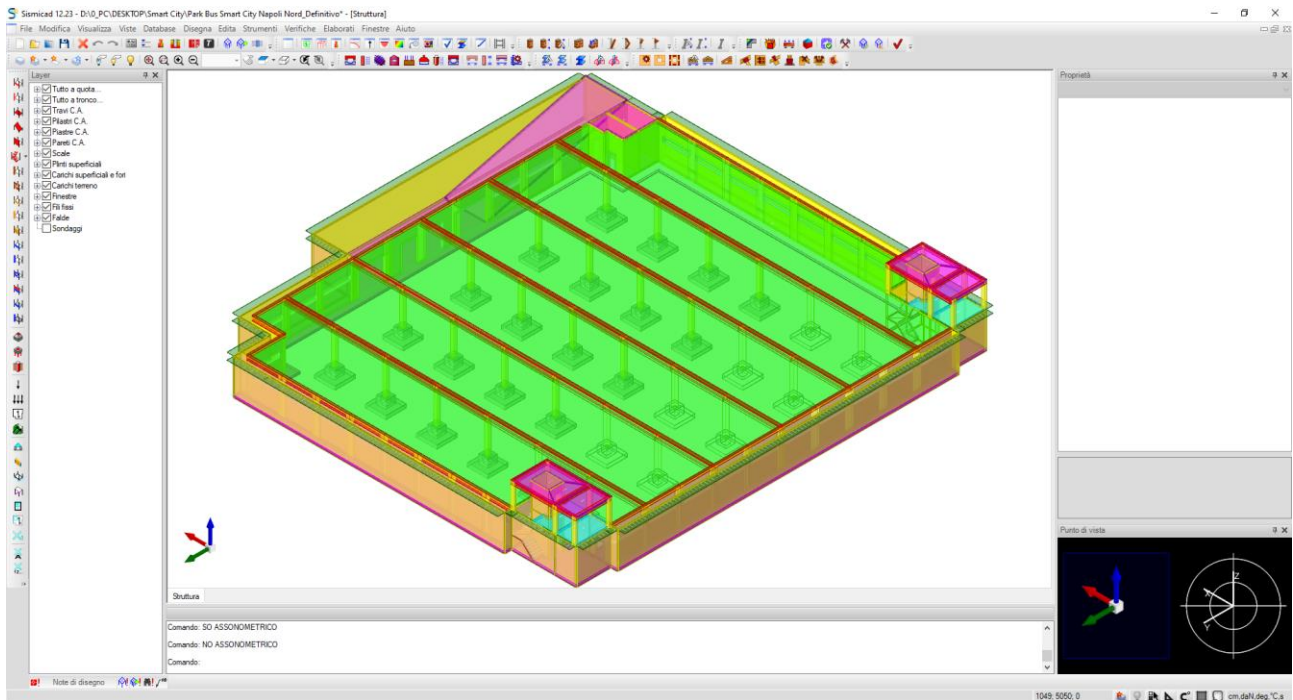 Sismicad 12.23 - D:\0_PC\DESKTOP\Smart City\Park Bus Smart City Napoli Nord_Definitivo* - [Struttura]
File Modifica Visualizza Viste Database Disegna Edita Strumenti Verifiche Elaborati Finestre Aiuto
Layer
Tutto a quota...
Tutto a tronco...
Travi C.A.
Pilastri C.A.
Piastre C.A.
Pareti C.A.
Scale
Plinti superficiali
Carichi superficiali e fori
Carichi terreno
Finestre
Fili fissi
Falde
Sondaggi
Proprietà
Punto di vista
Z
X
Y
Struttura
Comando: SO ASSONOMETRICO
Comando: NO ASSONOMETRICO
Comando:
Note di disegno
1049; 5050; 0
cm,daN,deg,°C,s